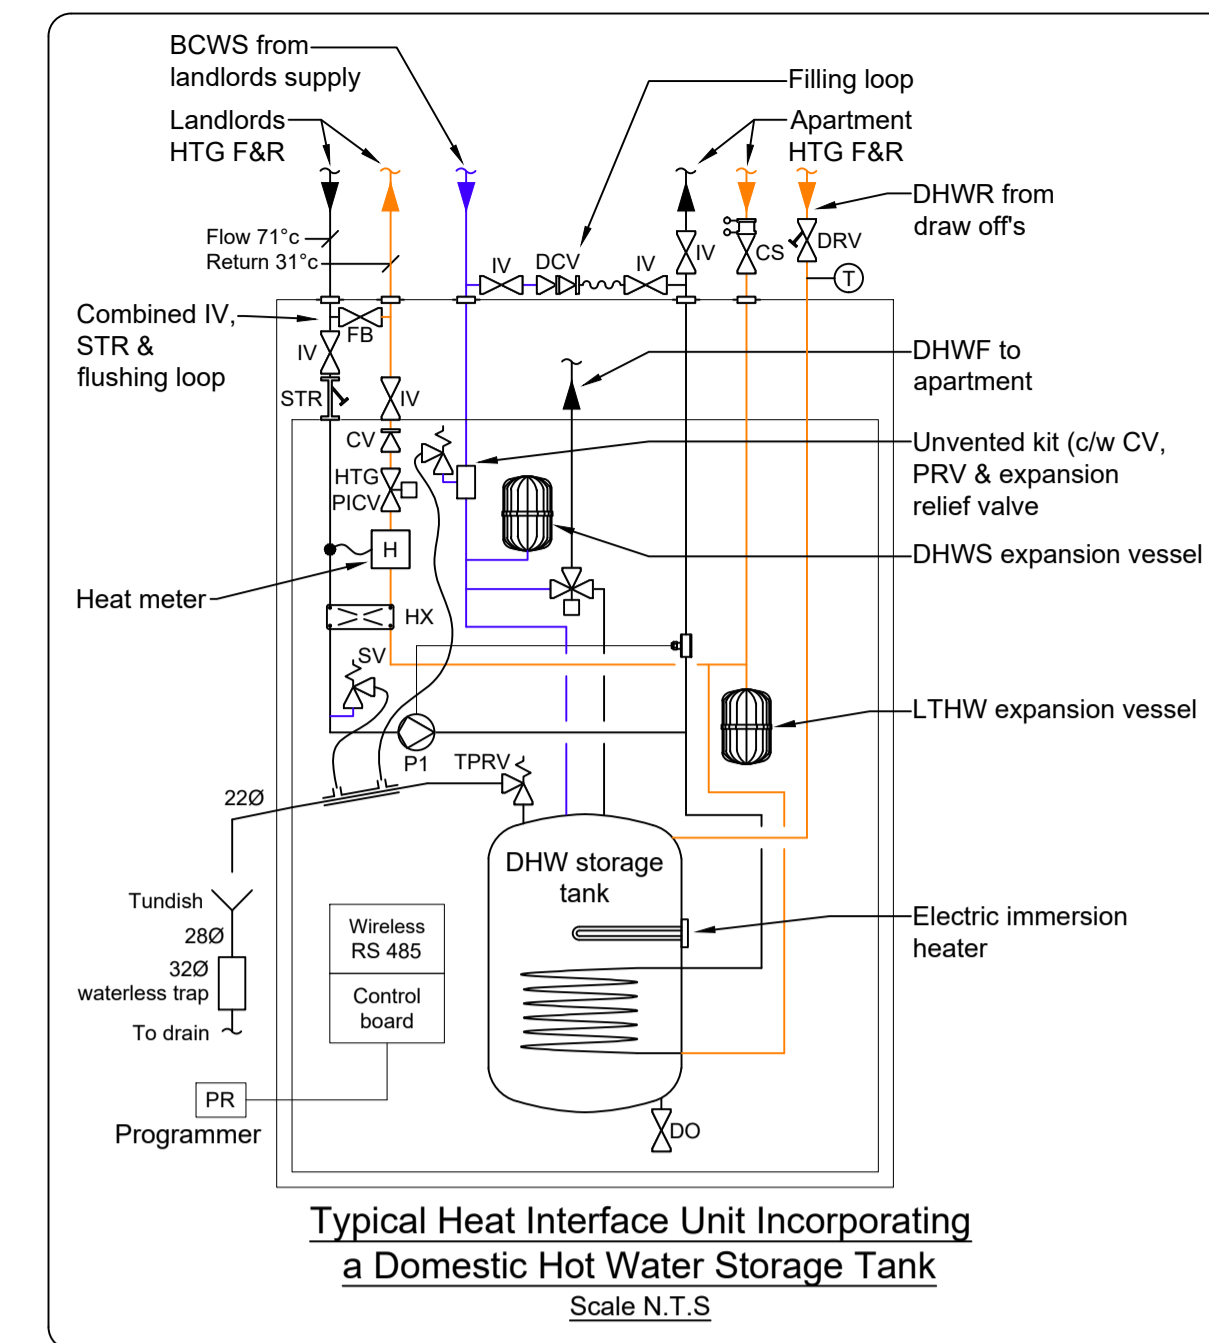 BCWS from
landlords supply
Filling loop
Landlords
HTG F&R
Apartment
HTG F&R
DHWR from
draw off's
Flow 71°c
Return 31°c
IV
DCV
IV
IV
CS
DRV
T
Combined IV,
STR &
flushing loop
FB
IV
STR
IV
DHWF to
apartment
CV
HTG
PICV
Unvented kit (c/w CV,
PRV & expansion
relief valve
H
DHWS expansion vessel
Heat meter
HX
SV
LTHW expansion vessel
P1
TPRV
22Ø
DHW storage
tank
Tundish
28Ø
32Ø
waterless trap
To drain
Wireless
RS 485
Control
board
Electric immersion
heater
PR
Programmer
DO
Typical Heat Interface Unit Incorporating
a Domestic Hot Water Storage Tank
Scale N.T.S